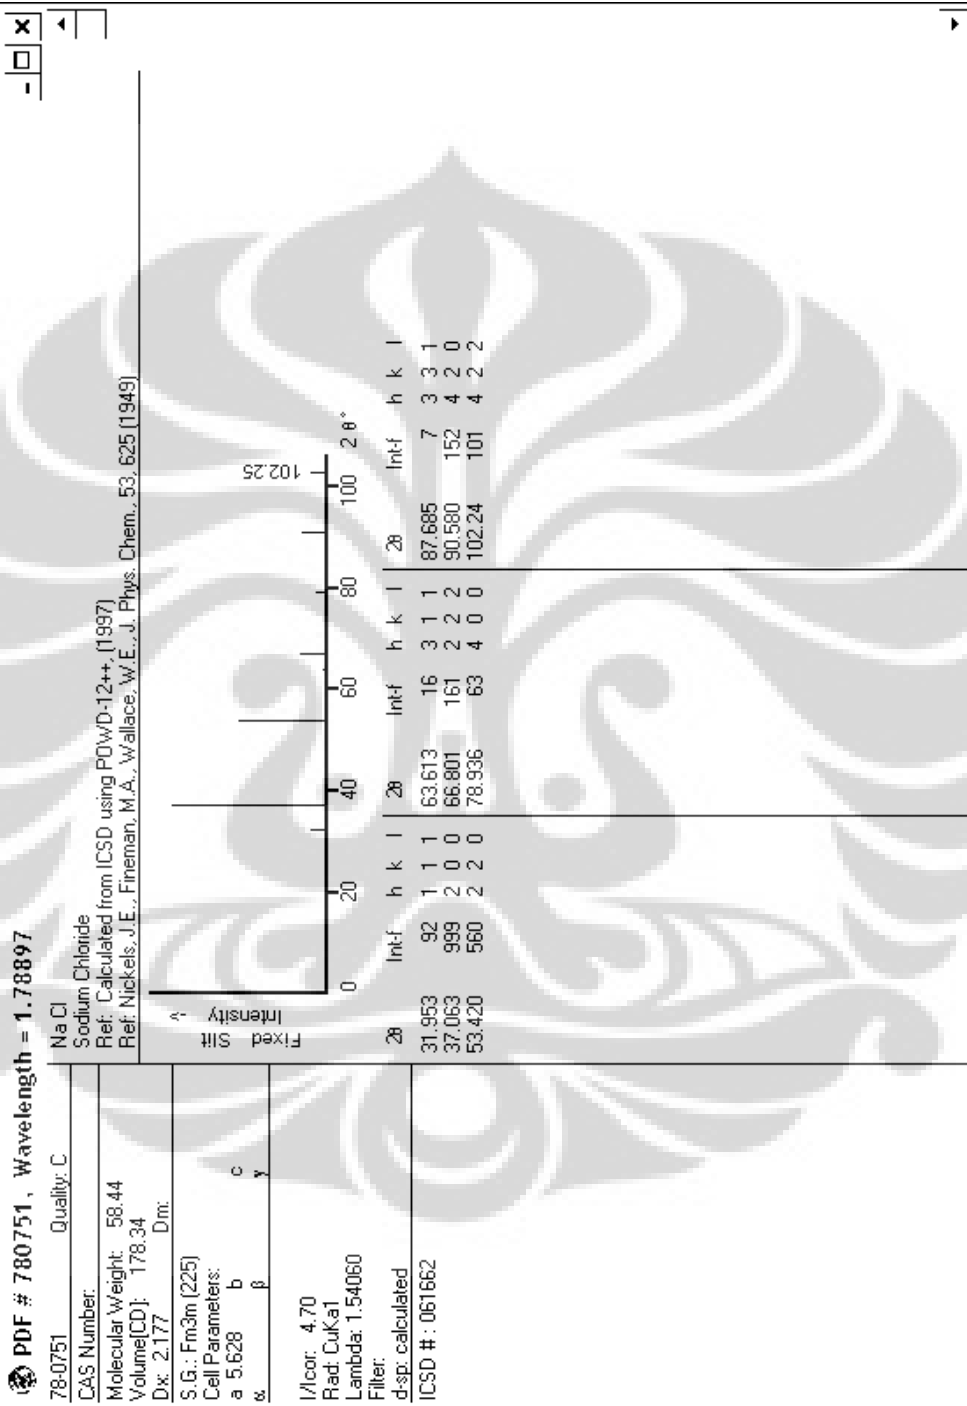 PDF # 780751, Wavelength = 1.78897
78-0751 Quality: C
CAS Number:
Molecular Weight: 58.44
Volume[CD]: 178.34
Dx: 2.177 Dm:
S.G.: Fm3m (225)
Cell Parameters:
a 5.628 b c
α β γ
I/Icor: 4.70
Rad: CuKa1
Lambda: 1.54060
Filter:
d-sp: calculated
ICSD #: 061662
Na Cl
Sodium Chloride
Ref: Calculated from ICSD using POWD-12++, (1997)
Ref: Nickels, J.E., Fineman, M.A., Wallace, W.E., J. Phys. Chem., 53, 625 (1949)
Fixed Slit
Intensity ->
102.25
0 20 40 60 80 100 2 θ°
2θ Int-f h k l 2θ Int-f h k l 2θ Int-f h k l
31.953 92 1 1 1 63.613 16 3 1 1 87.685 7 3 3 1
37.063 999 2 0 0 66.801 161 2 2 2 90.580 152 4 2 0
53.420 560 2 2 0 78.936 63 4 0 0 102.24 101 4 2 2